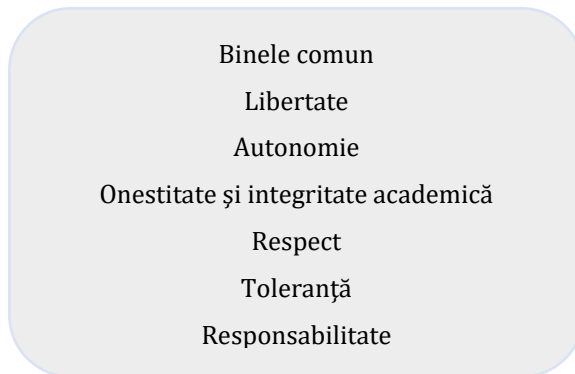 Binele comun
Libertate
Autonomie
Onestitate şi integritate academică
Respect
Toleranţă
Responsabilitate